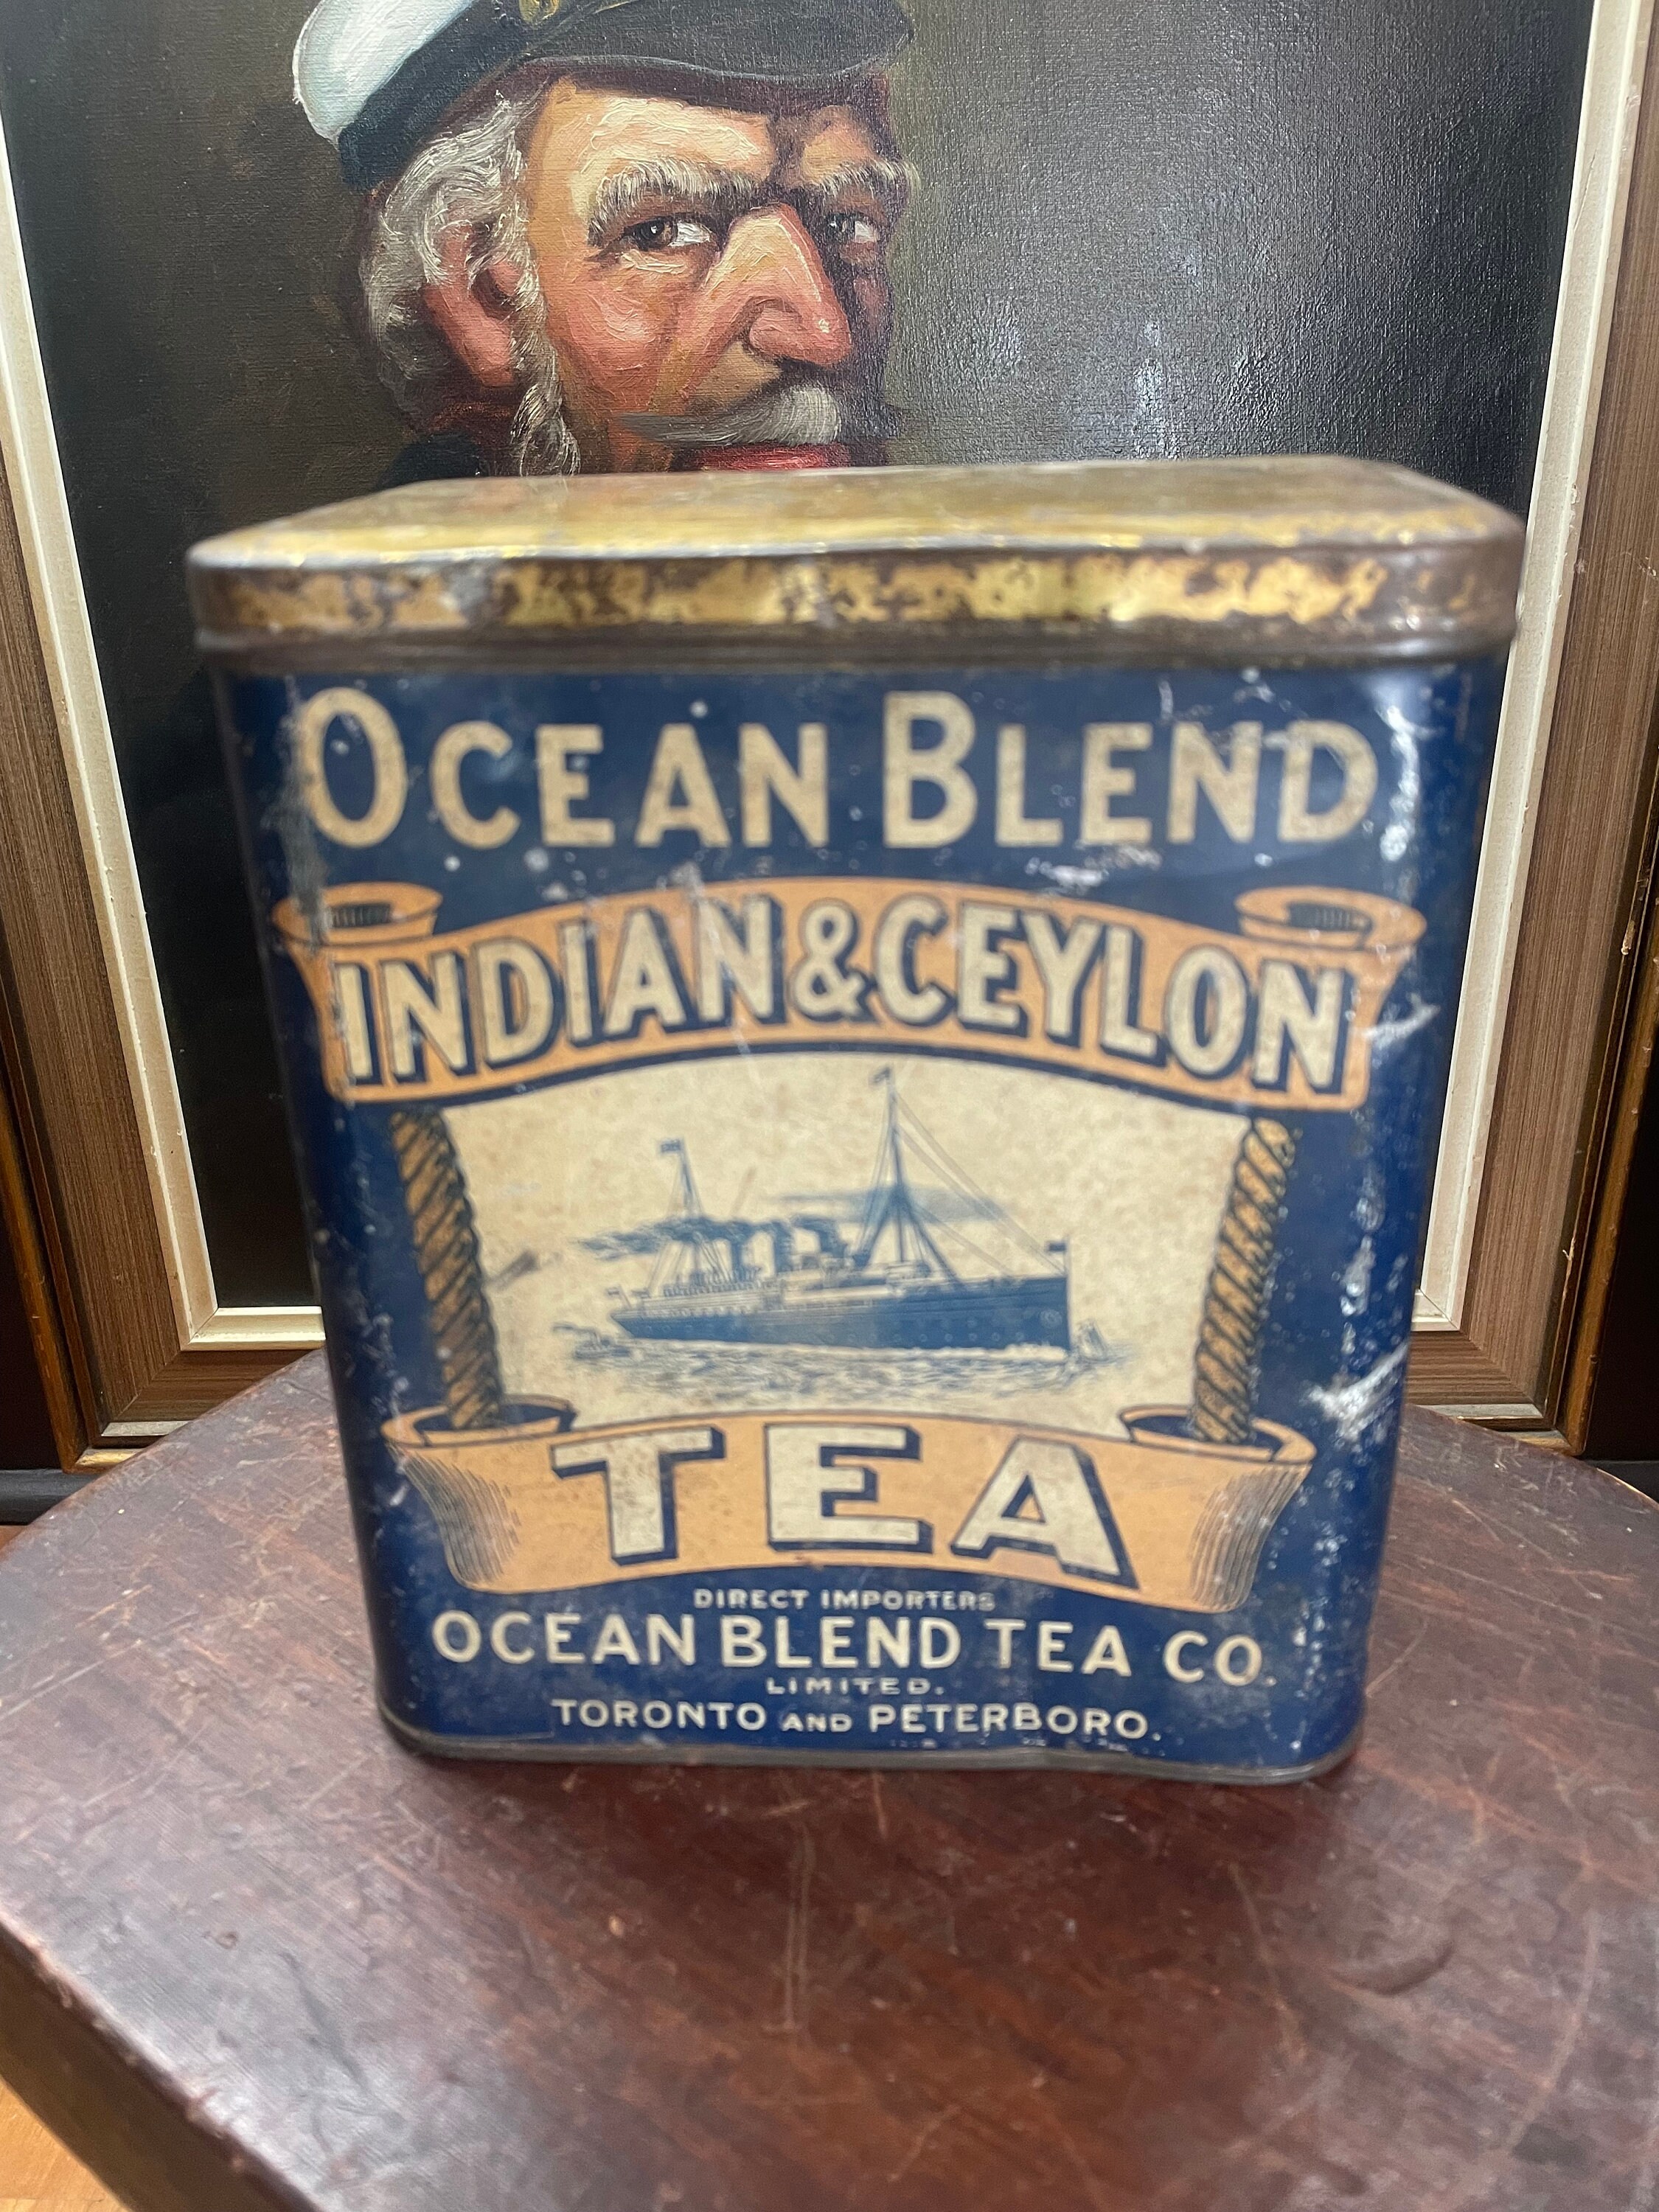 OCEAN BLEND
INDIAN & CEYLON
TEA
DIRECT IMPORTERS
OCEAN BLEND TEA CO.
LIMITED.
TORONTO AND PETERBORO.